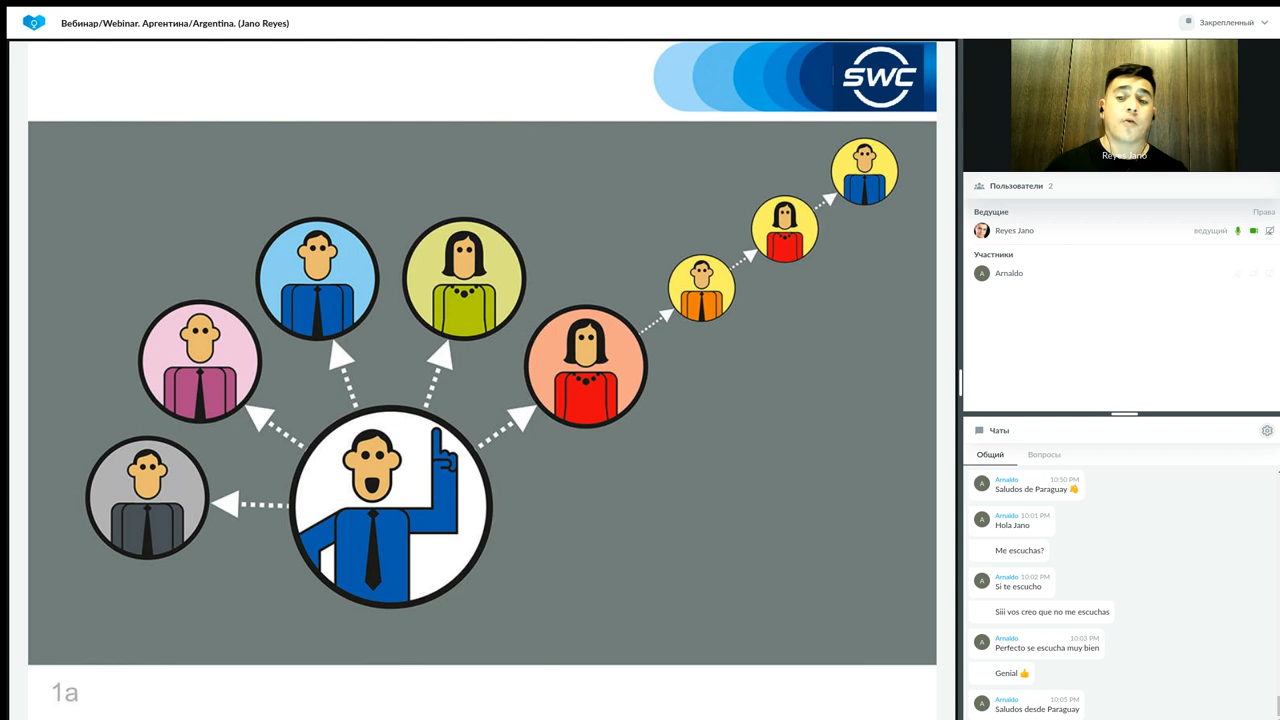 Вебинар/Webinar. Аргентина/Argentina. (Jano Reyes)
Закрепленный
SWC
1a
Reyes Jano
Пользователи 2
Ведущие Права
Reyes Jano ведущий
Участники
A Arnaldo
Чаты
Общий Вопросы
A Arnaldo 10:50 PM
Saludos de Paraguay 👋
A Arnaldo 10:01 PM
Hola Jano
Me escuchas?
A Arnaldo 10:02 PM
Si te escucho
Siii vos creo que no me escuchas
A Arnaldo 10:03 PM
Perfecto se escucha muy bien
Genial 👍
A Arnaldo 10:05 PM
Saludos desde Paraguay